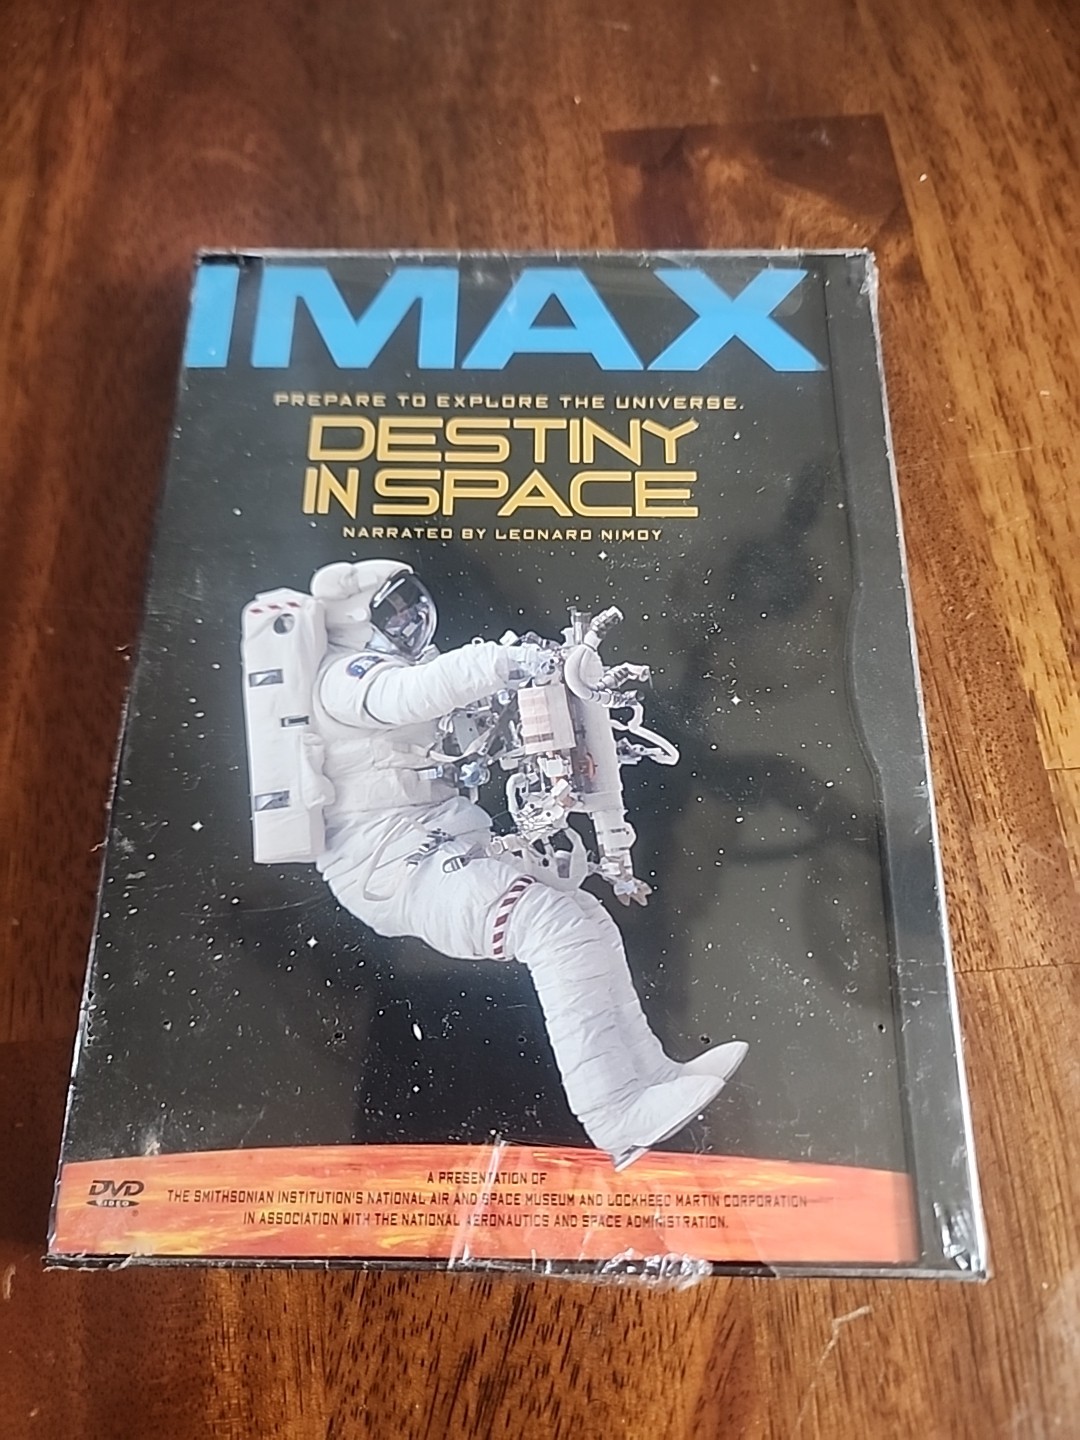 IMAX
PREPARE TO EXPLORE THE UNIVERSE.
DESTINY
IN SPACE
NARRATED BY LEONARD NIMOY
A PRESENTATION OF
THE SMITHSONIAN INSTITUTION'S NATIONAL AIR AND SPACE MUSEUM AND LOCKHEED MARTIN CORPORATION
IN ASSOCIATION WITH THE NATIONAL AERONAUTICS AND SPACE ADMINISTRATION.
DVD
VIDEO